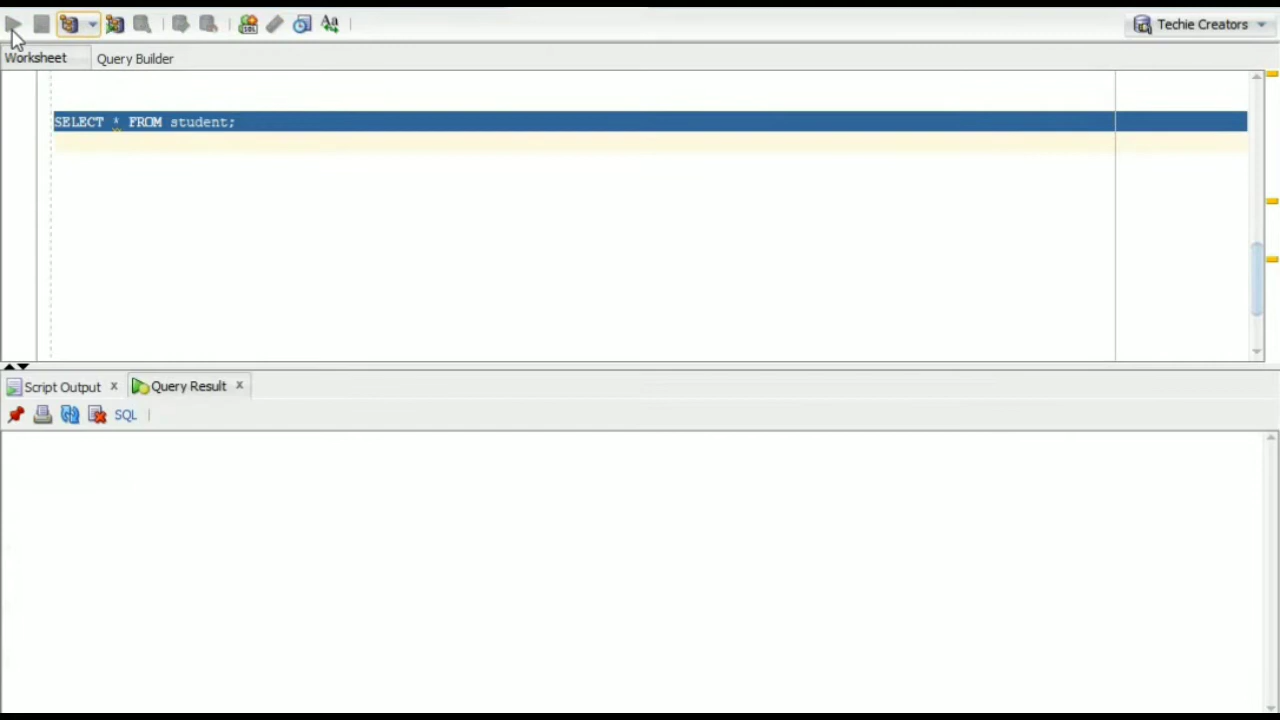 Techie Creators
Worksheet
Query Builder
SELECT * FROM student;
Script Output x
Query Result x
SQL